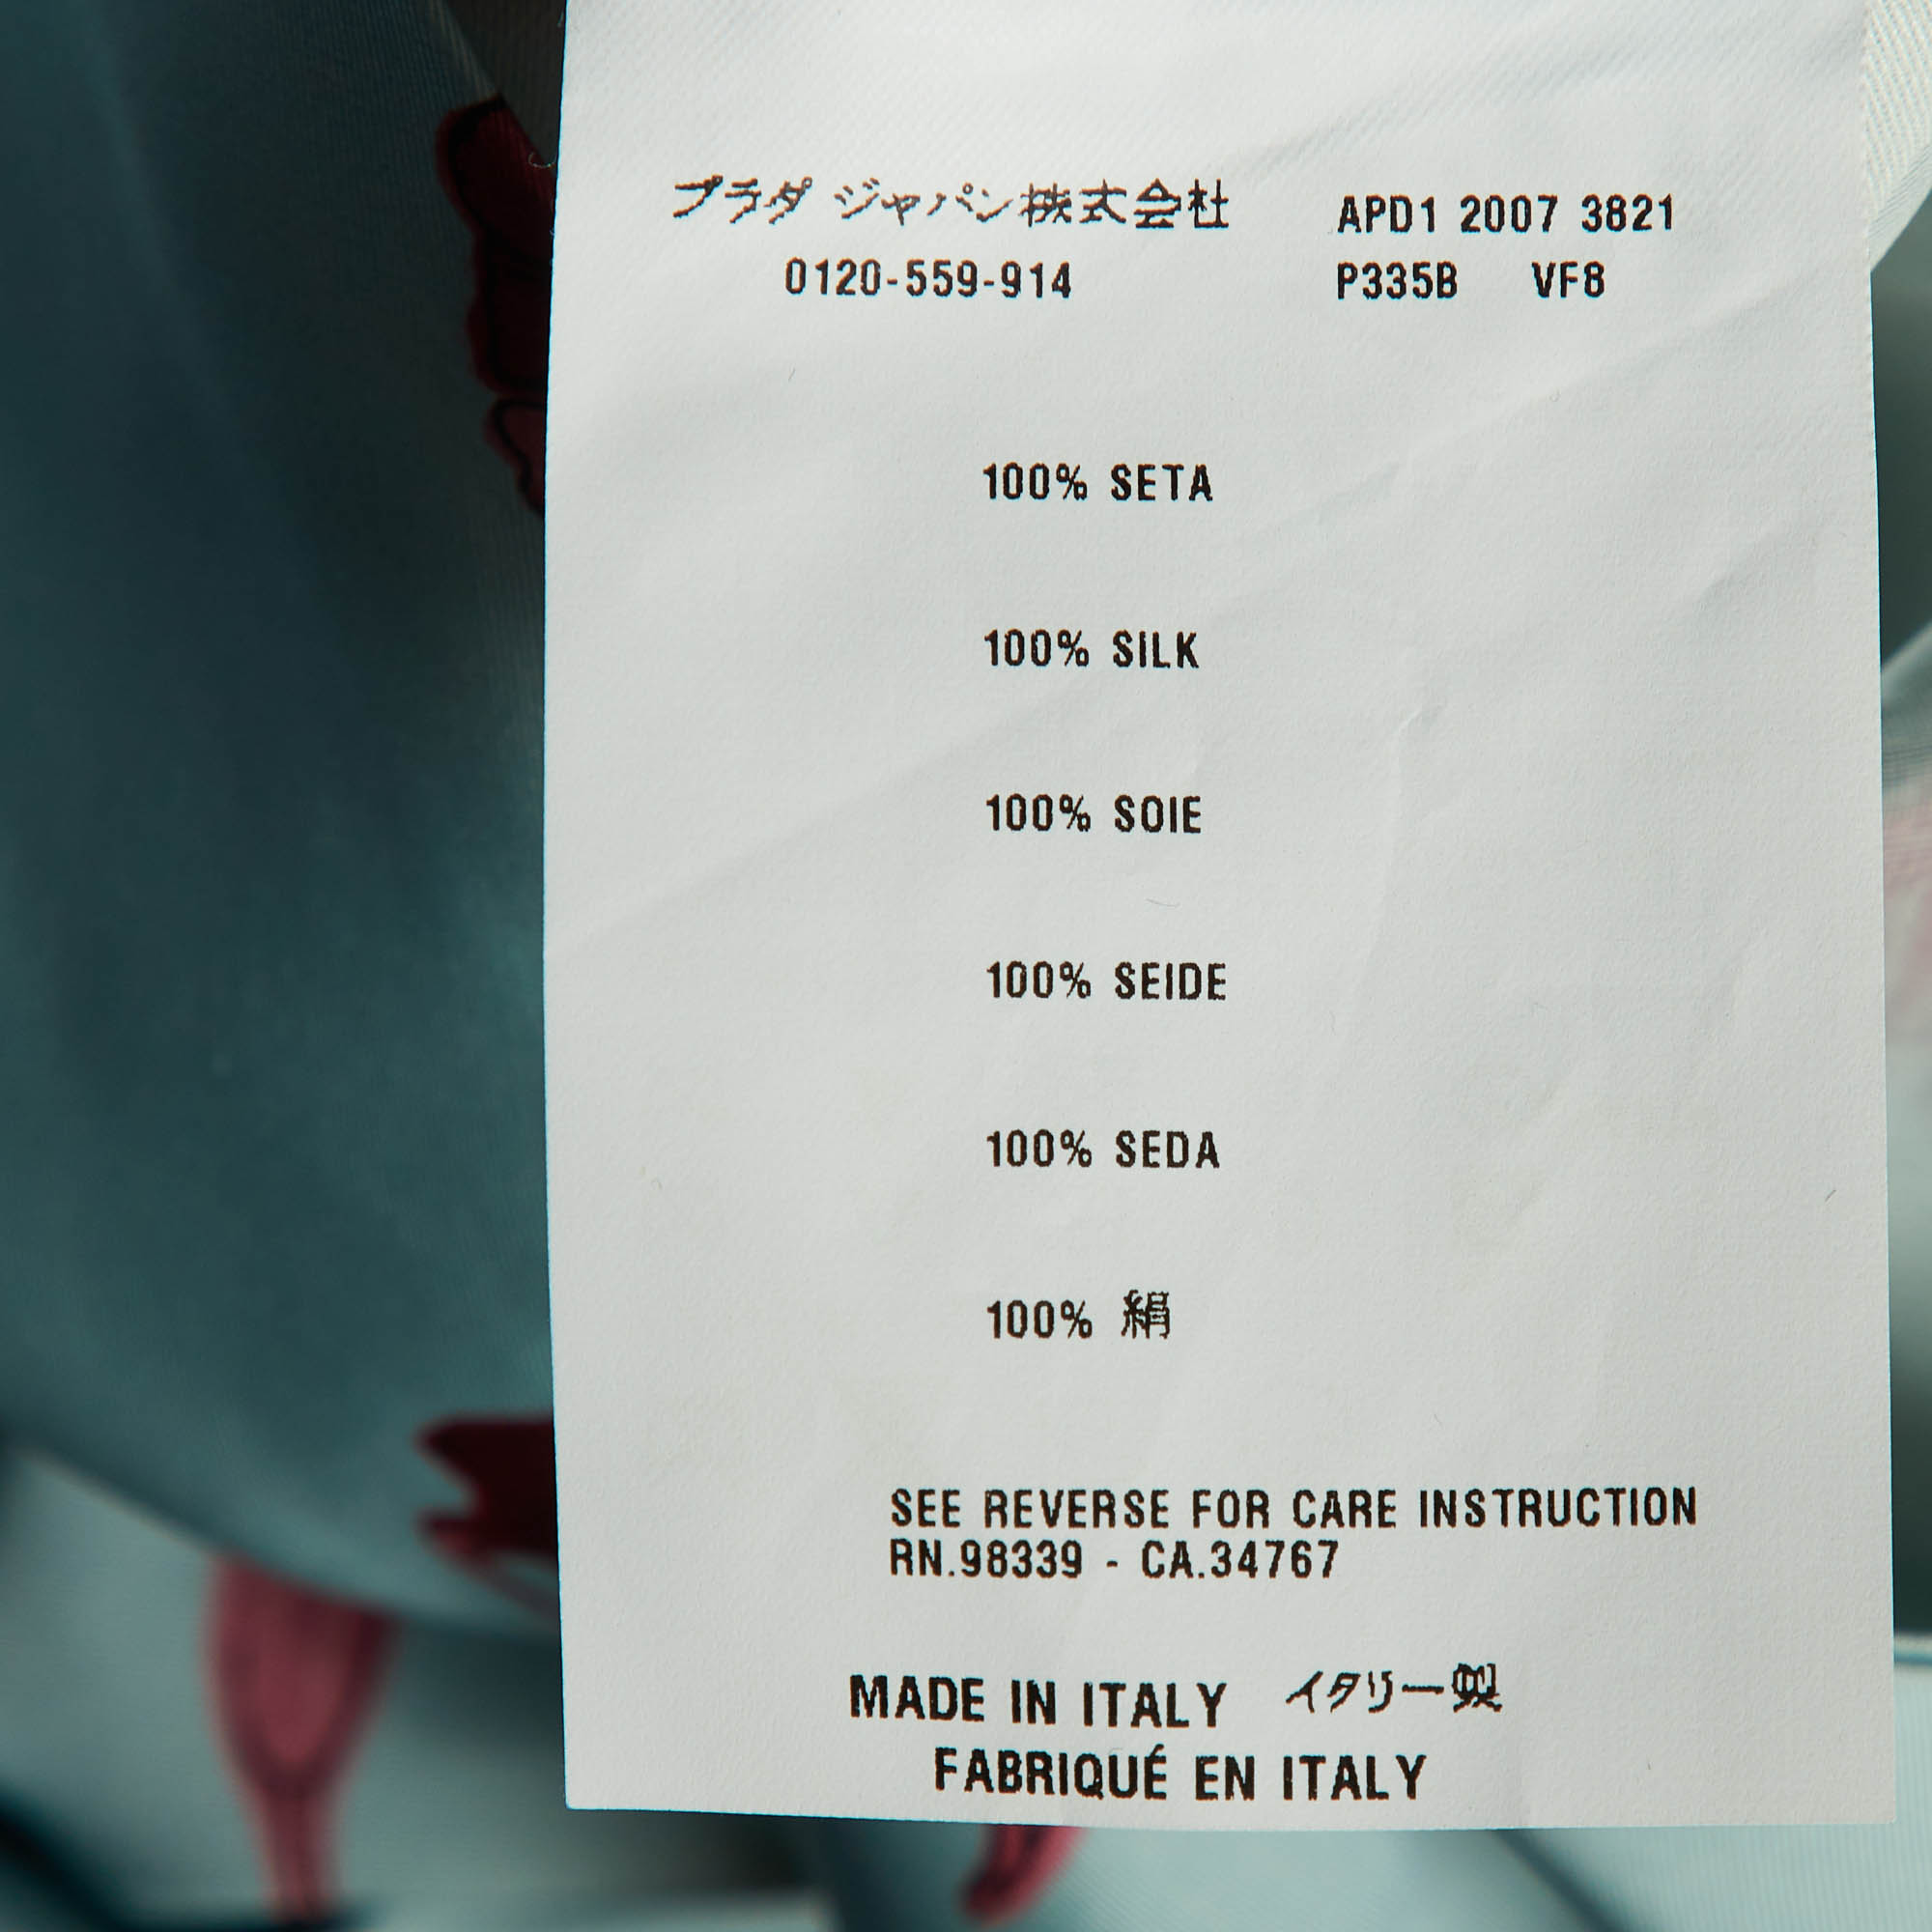 プラダ ジャパン株式会社 APD1 2007 3821
0120-559-914 P335B VF8
100% SETA
100% SILK
100% SOIE
100% SEIDE
100% SEDA
100% 絹
SEE REVERSE FOR CARE INSTRUCTION
RN.98339 - CA.34767
MADE IN ITALY イタリー製
FABRIQUÉ EN ITALY